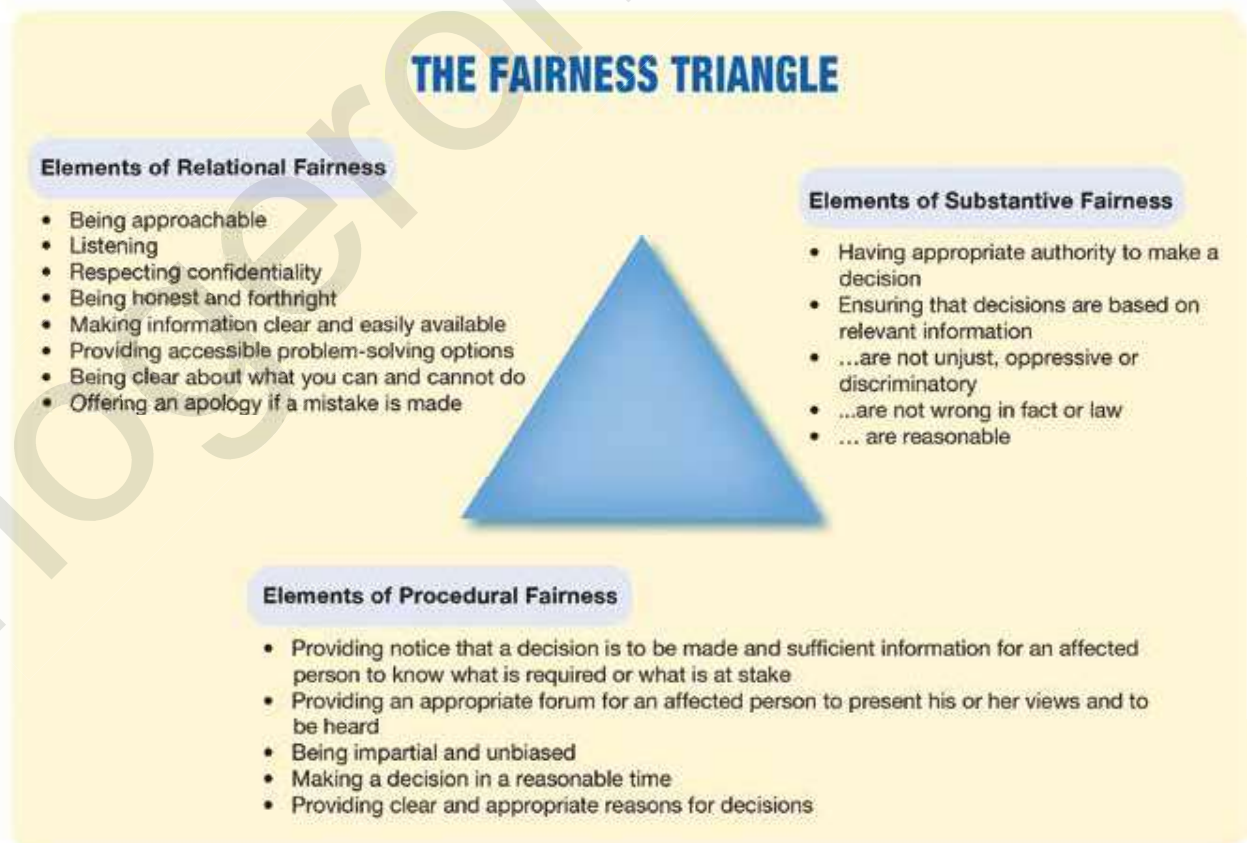 THE FAIRNESS TRIANGLE
Elements of Relational Fairness
• Being approachable
• Listening
• Respecting confidentiality
• Being honest and forthright
• Making information clear and easily available
• Providing accessible problem-solving options
• Being clear about what you can and cannot do
• Offering an apology if a mistake is made
Elements of Substantive Fairness
• Having appropriate authority to make a
decision
• Ensuring that decisions are based on
relevant information
• ...are not unjust, oppressive or
discriminatory
• ...are not wrong in fact or law
• ... are reasonable
Elements of Procedural Fairness
• Providing notice that a decision is to be made and sufficient information for an affected
person to know what is required or what is at stake
• Providing an appropriate forum for an affected person to present his or her views and to
be heard
• Being impartial and unbiased
• Making a decision in a reasonable time
• Providing clear and appropriate reasons for decisions